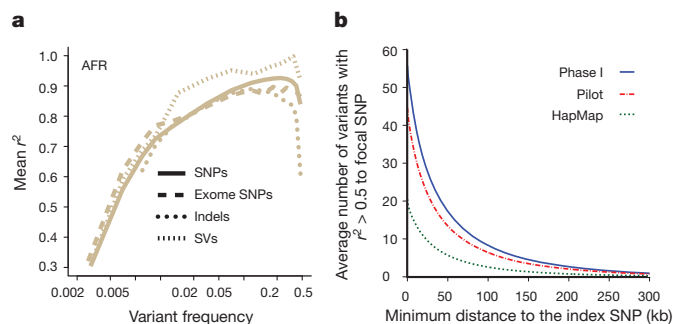 a
AFR
Mean r²
1.0
0.9
0.8
0.7
0.6
0.5
0.4
0.3
SNPs
Exome SNPs
Indels
SVs
0.002 0.005 0.02 0.05 0.2 0.5
Variant frequency
b
Average number of variants with
r² > 0.5 to focal SNP
60
50
40
30
20
10
0
Phase I
Pilot
HapMap
0 50 100 150 200 250 300
Minimum distance to the index SNP (kb)